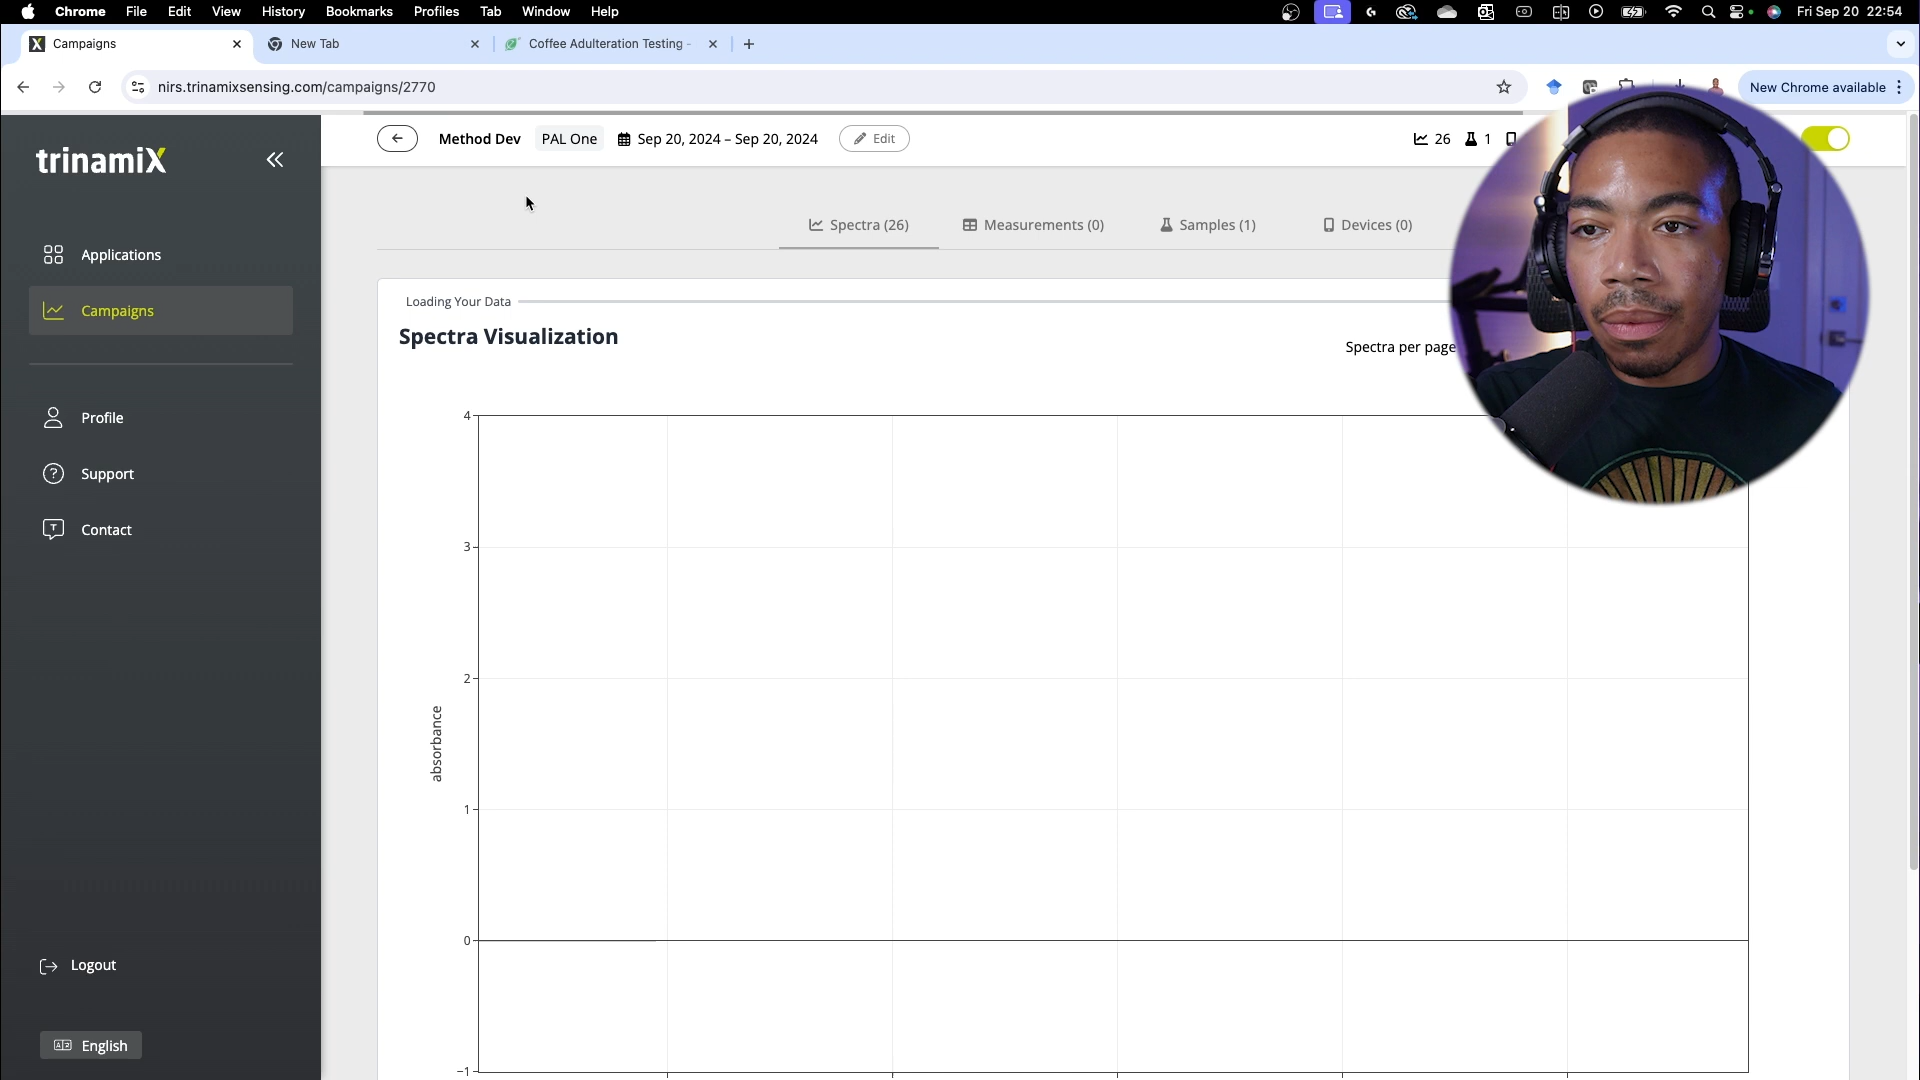 Chrome File Edit View History Bookmarks Profiles Tab Window Help Fri Sep 20 22:54
Campaigns New Tab Coffee Adulteration Testing -
nirs.trinamixsensing.com/campaigns/2770 New Chrome available
trinamiX
Method Dev PAL One Sep 20, 2024 – Sep 20, 2024 Edit 26 1
Applications
Campaigns
Profile
Support
Contact
Logout
English
Spectra (26) Measurements (0) Samples (1) Devices (0)
Loading Your Data
Spectra Visualization
Spectra per page
4
3
2
1
0
−1
absorbance